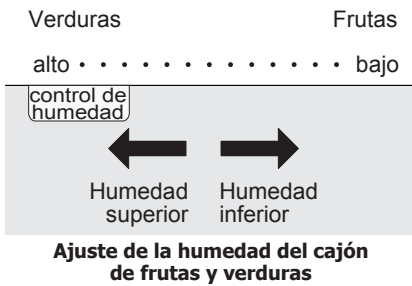 Verduras Frutas
alto • • • • • • • • • • • • • • bajo
control de
humedad
Humedad Humedad
superior inferior
Ajuste de la humedad del cajón
de frutas y verduras